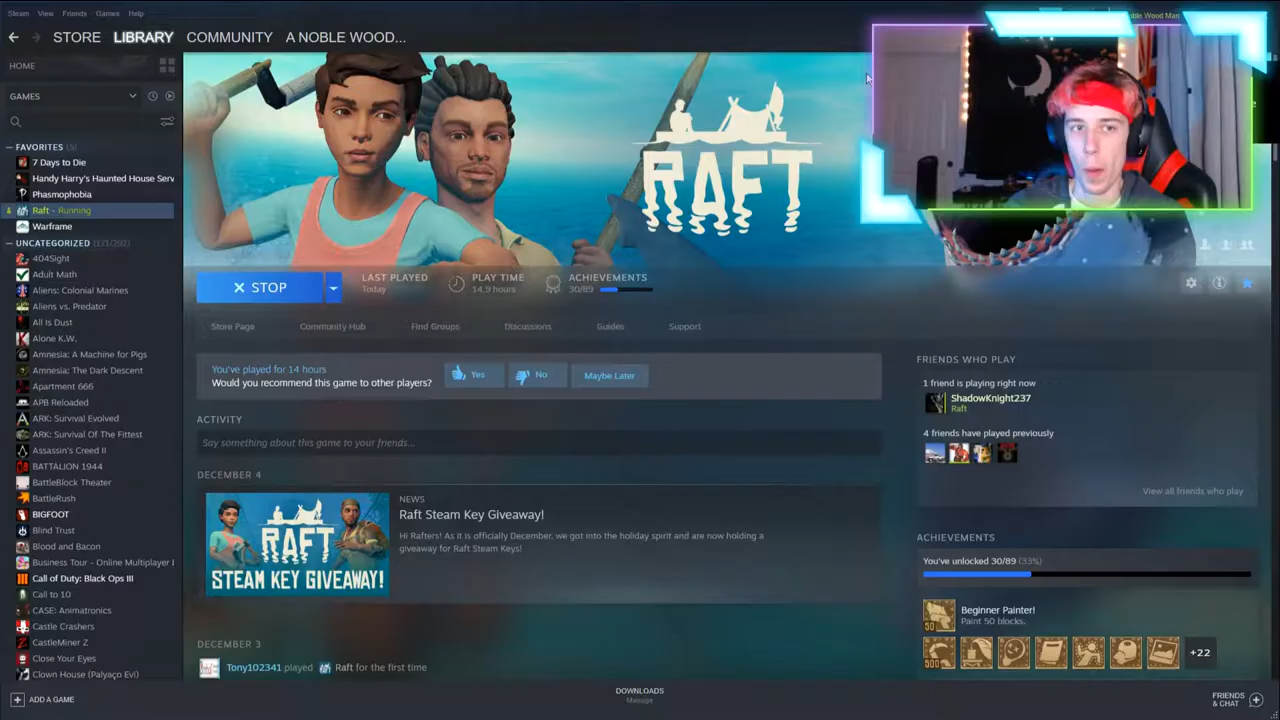 Steam View Friends Games Help
Noble Wood Man
STORE LIBRARY COMMUNITY A NOBLE WOOD...
HOME
GAMES
FAVORITES (5)
7 Days to Die
Handy Harry's Haunted House Serv
Phasmophobia
Raft - Running
Warframe
UNCATEGORIZED (171/292)
404Sight
Adult Math
Aliens: Colonial Marines
Aliens vs. Predator
All Is Dust
Alone K.W.
Amnesia: A Machine for Pigs
Amnesia: The Dark Descent
Apartment 666
APB Reloaded
ARK: Survival Evolved
ARK: Survival Of The Fittest
Assassin's Creed II
BATTALION 1944
BattleBlock Theater
BattleRush
BIGFOOT
Blind Trust
Blood and Bacon
Business Tour - Online Multiplayer
Call of Duty: Black Ops III
Call to 10
CASE: Animatronics
Castle Crashers
CastleMiner Z
Close Your Eyes
Clown House (Palyaço Evi)
ADD A GAME
RAFT
STOP
LAST PLAYED
Today
PLAY TIME
14.9 hours
ACHIEVEMENTS
30/89
Store Page Community Hub Find Groups Discussions Guides Support
You've played for 14 hours
Would you recommend this game to other players?
Yes No Maybe Later
ACTIVITY
Say something about this game to your friends...
DECEMBER 4
RAFT
STEAM KEY GIVEAWAY!
NEWS
Raft Steam Key Giveaway!
Hi Rafters! As it is officially December, we got into the holiday spirit and are now holding a
giveaway for Raft Steam Keys!
DECEMBER 3
Tony102341 played Raft for the first time
FRIENDS WHO PLAY
1 friend is playing right now
ShadowKnight237
Raft
4 friends have played previously
View all friends who play
ACHIEVEMENTS
You've unlocked 30/89 (33%)
50
Beginner Painter!
Paint 50 blocks.
500
+22
DOWNLOADS
Manage
FRIENDS
& CHAT